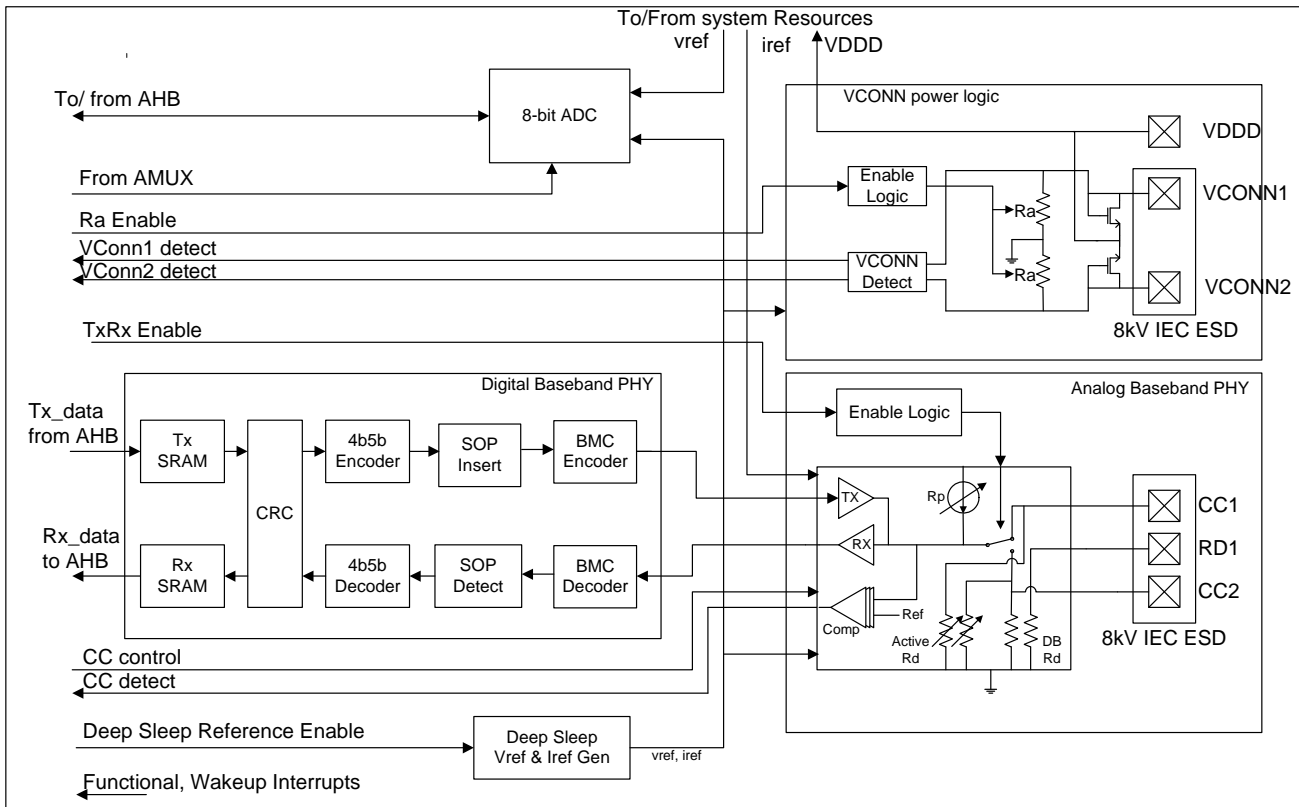 To/From system Resources
vref
iref
VDDD
To/ from AHB
8-bit ADC
From AMUX
Ra Enable
VConn1 detect
VConn2 detect
VCONN power logic
VDDD
Enable
Logic
Ra
VCONN1
VCONN
Detect
Ra
VCONN2
8kV IEC ESD
TxRx Enable
Digital Baseband PHY
Analog Baseband PHY
Tx_data
from AHB
Tx
SRAM
CRC
4b5b
Encoder
SOP
Insert
BMC
Encoder
Enable Logic
TX
Rp
CC1
Rx_data
to AHB
Rx
SRAM
4b5b
Decoder
SOP
Detect
BMC
Decoder
RX
RD1
CC2
Ref
Comp
Active
Rd
DB
Rd
8kV IEC ESD
CC control
CC detect
Deep Sleep Reference Enable
Deep Sleep
Vref & Iref Gen
vref, iref
Functional, Wakeup Interrupts